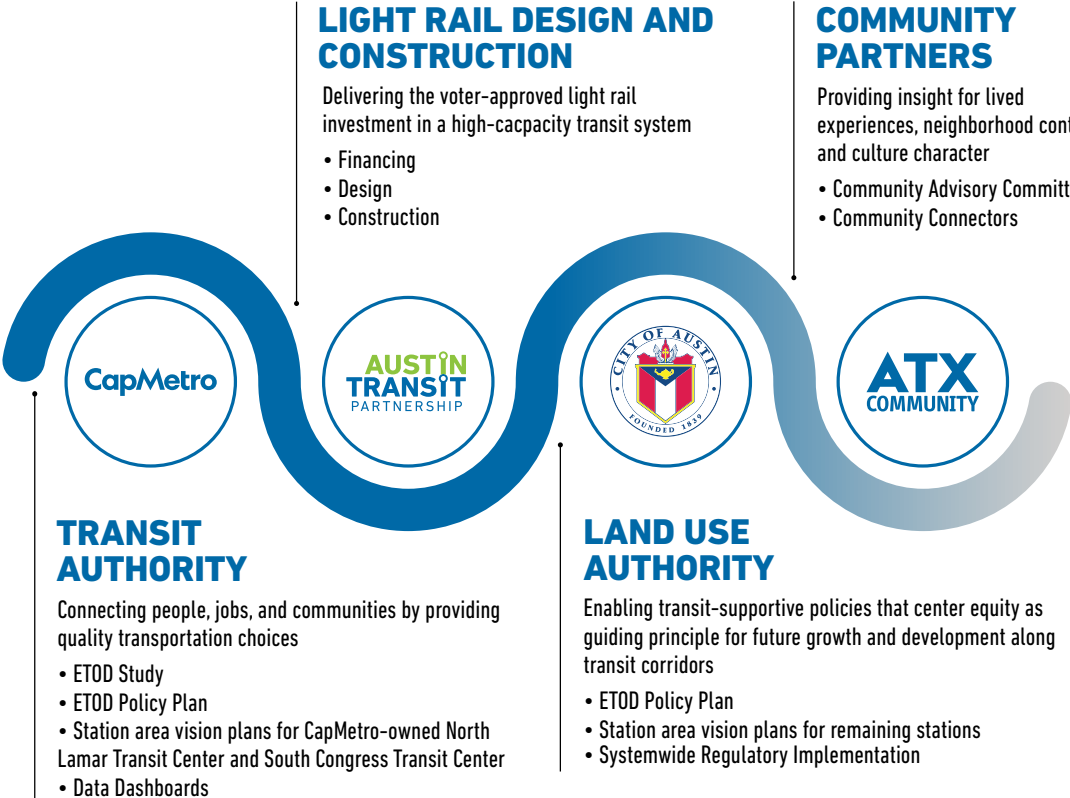 LIGHT RAIL DESIGN AND
CONSTRUCTION
Delivering the voter-approved light rail
investment in a high-cacpacity transit system
• Financing
• Design
• Construction
COMMUNITY
PARTNERS
Providing insight for lived
experiences, neighborhood cont
and culture character
• Community Advisory Committ
• Community Connectors
CapMetro
AUSTIN
TRANSIT
PARTNERSHIP
CITY OF AUSTIN
FOUNDED 1839
ATX
COMMUNITY
TRANSIT
AUTHORITY
Connecting people, jobs, and communities by providing
quality transportation choices
• ETOD Study
• ETOD Policy Plan
• Station area vision plans for CapMetro-owned North
Lamar Transit Center and South Congress Transit Center
• Data Dashboards
LAND USE
AUTHORITY
Enabling transit-supportive policies that center equity as
guiding principle for future growth and development along
transit corridors
• ETOD Policy Plan
• Station area vision plans for remaining stations
• Systemwide Regulatory Implementation